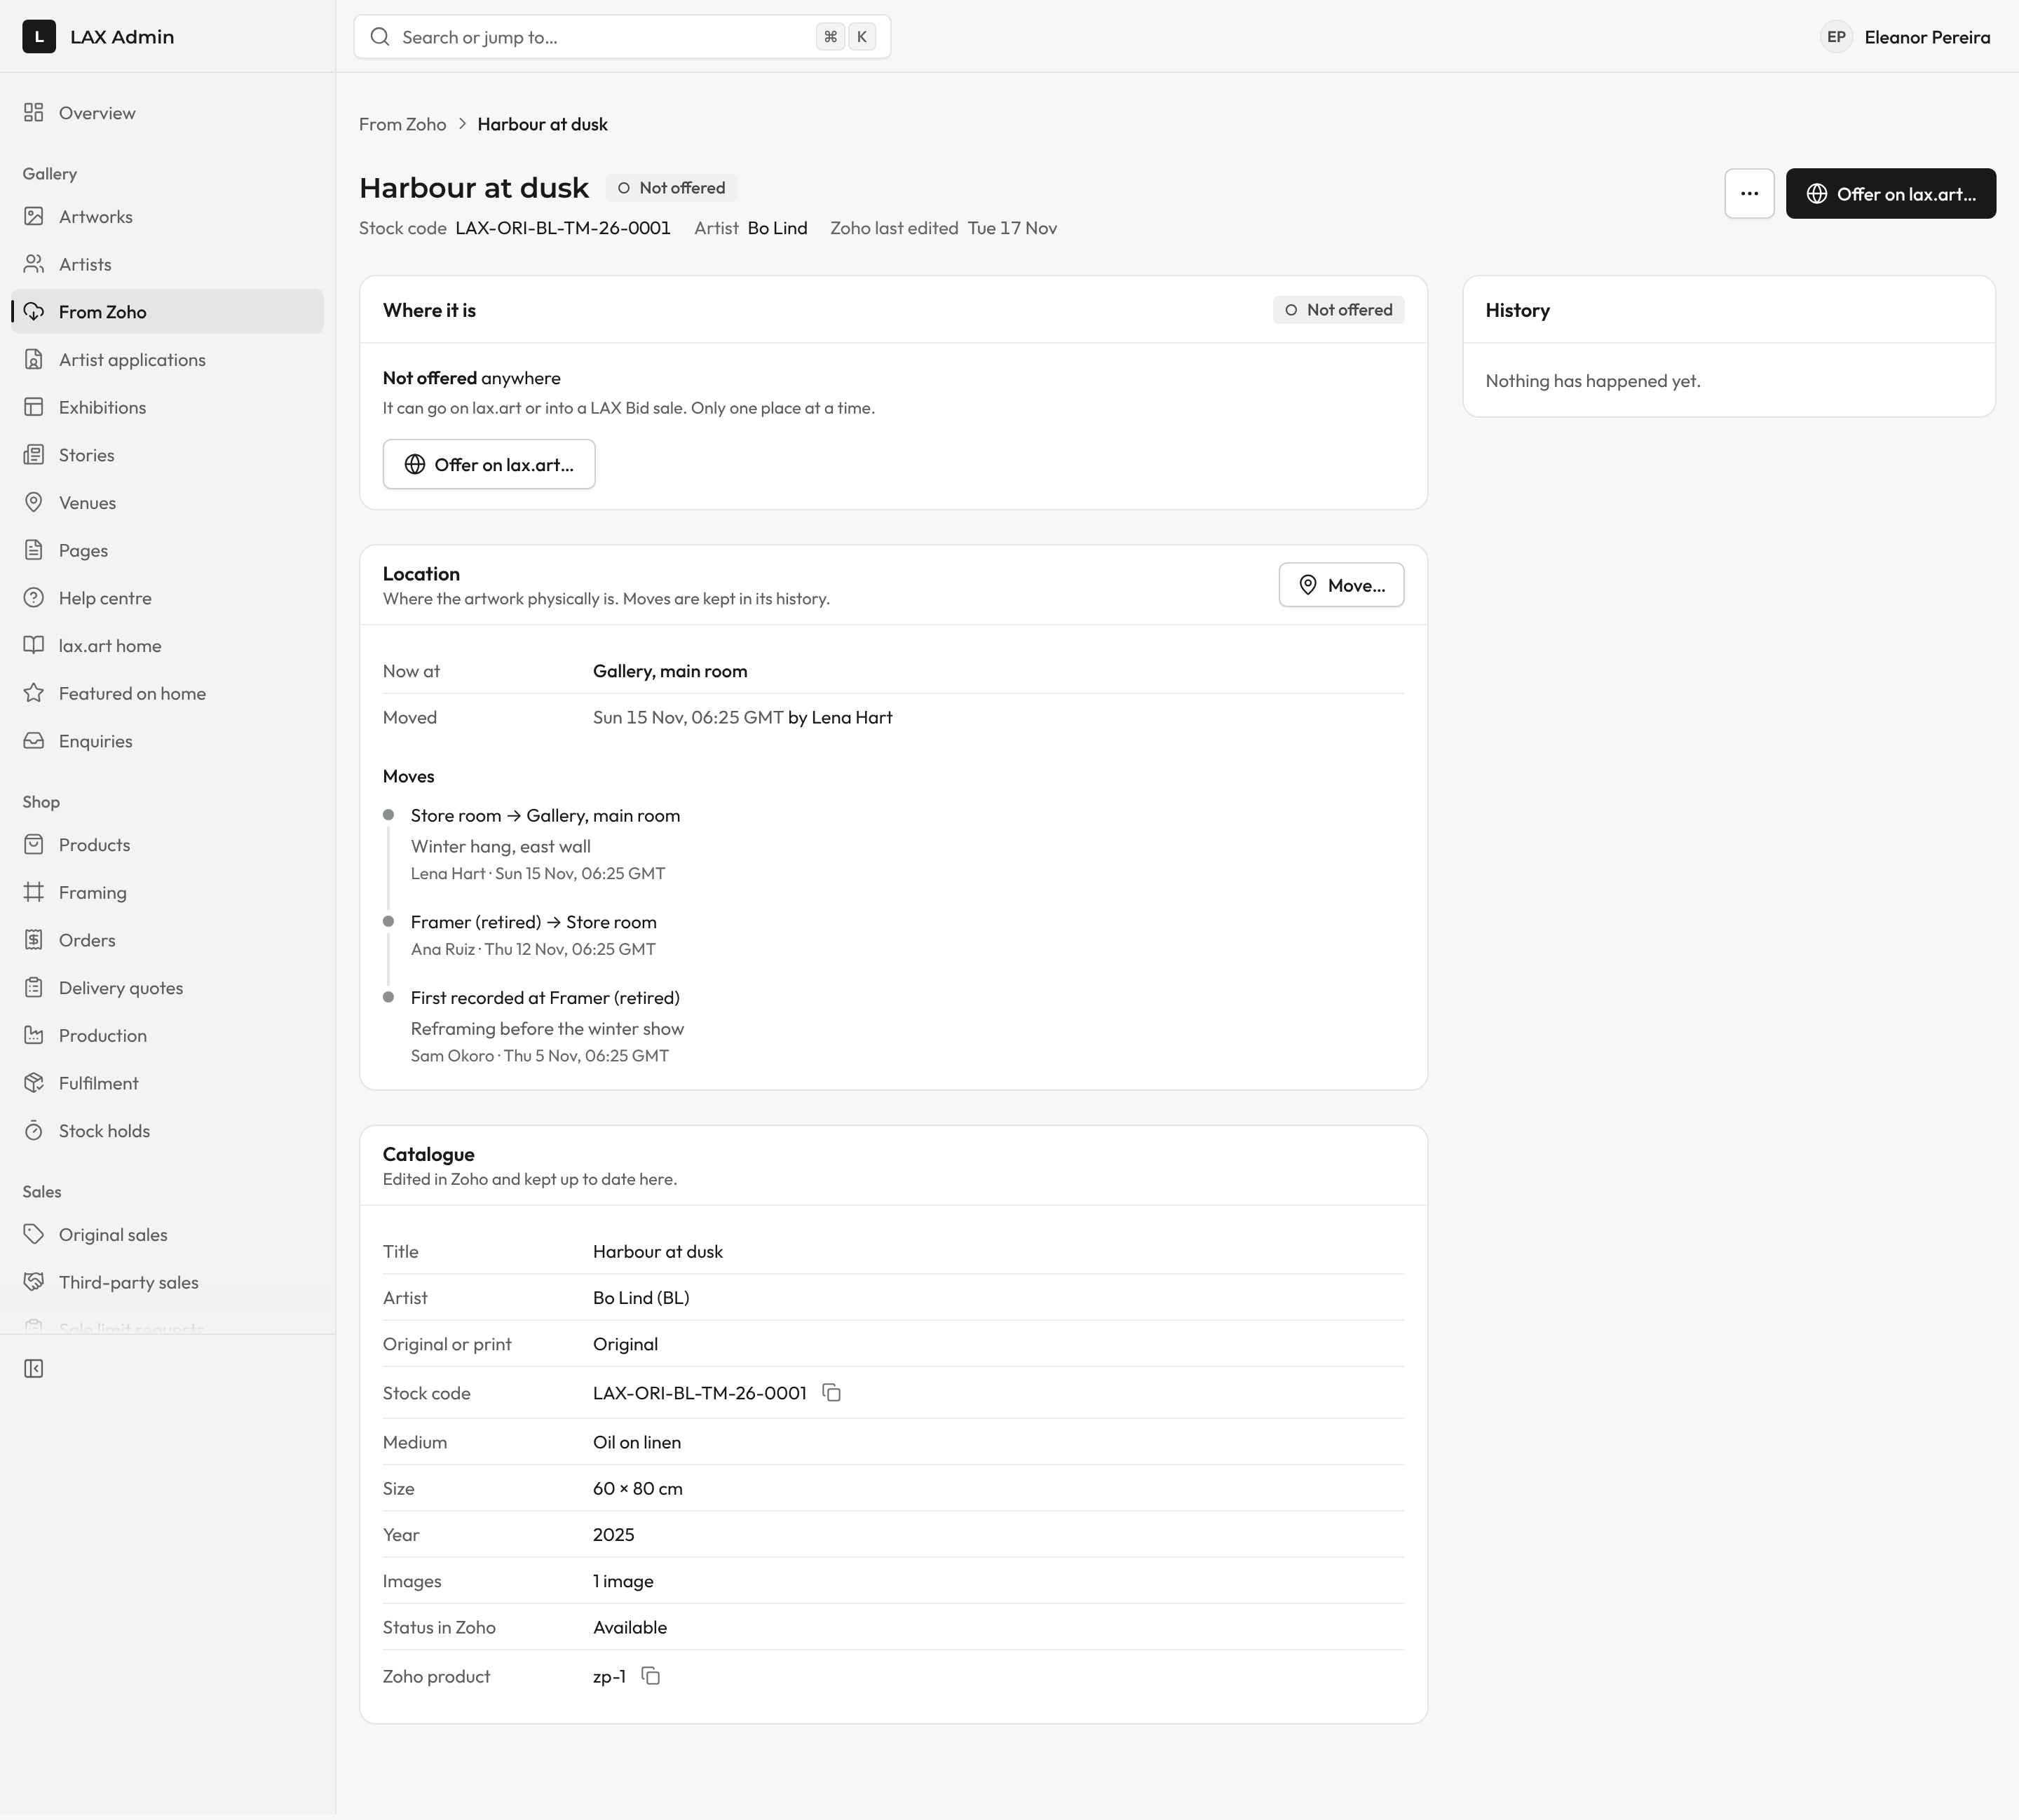 L LAX Admin
Search or jump to...
⌘ K
EP Eleanor Pereira
Overview
Gallery
Artworks
Artists
From Zoho
Artist applications
Exhibitions
Stories
Venues
Pages
Help centre
lax.art home
Featured on home
Enquiries
Shop
Products
Framing
Orders
Delivery quotes
Production
Fulfilment
Stock holds
Sales
Original sales
Third-party sales
Sale limit requests
From Zoho > Harbour at dusk
Harbour at dusk Not offered
Stock code LAX-ORI-BL-TM-26-0001 Artist Bo Lind Zoho last edited Tue 17 Nov
... Offer on lax.art...
Where it is Not offered
Not offered anywhere
It can go on lax.art or into a LAX Bid sale. Only one place at a time.
Offer on lax.art...
Location
Where the artwork physically is. Moves are kept in its history.
Move...
Now at Gallery, main room
Moved Sun 15 Nov, 06:25 GMT by Lena Hart
Moves
Store room → Gallery, main room
Winter hang, east wall
Lena Hart · Sun 15 Nov, 06:25 GMT
Framer (retired) → Store room
Ana Ruiz · Thu 12 Nov, 06:25 GMT
First recorded at Framer (retired)
Reframing before the winter show
Sam Okoro · Thu 5 Nov, 06:25 GMT
Catalogue
Edited in Zoho and kept up to date here.
Title Harbour at dusk
Artist Bo Lind (BL)
Original or print Original
Stock code LAX-ORI-BL-TM-26-0001
Medium Oil on linen
Size 60 × 80 cm
Year 2025
Images 1 image
Status in Zoho Available
Zoho product zp-1
History
Nothing has happened yet.